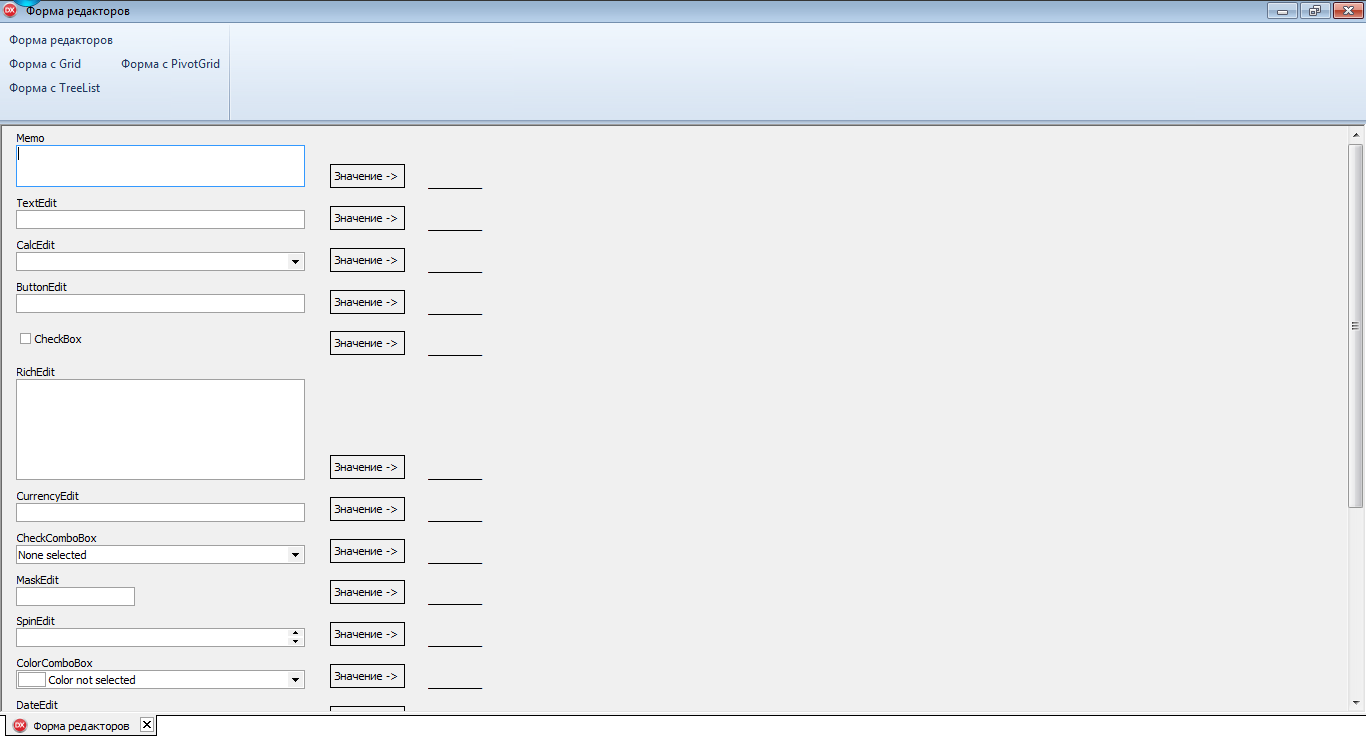 Форма редакторов
Форма редакторов
Форма с Grid Форма с PivotGrid
Форма с TreeList
Memo
Значение ->
TextEdit
Значение ->
CalcEdit
Значение ->
ButtonEdit
Значение ->
CheckBox
Значение ->
RichEdit
Значение ->
CurrencyEdit
Значение ->
CheckComboBox
None selected
Значение ->
MaskEdit
Значение ->
SpinEdit
Значение ->
ColorComboBox
Color not selected
Значение ->
DateEdit
DX Форма редакторов